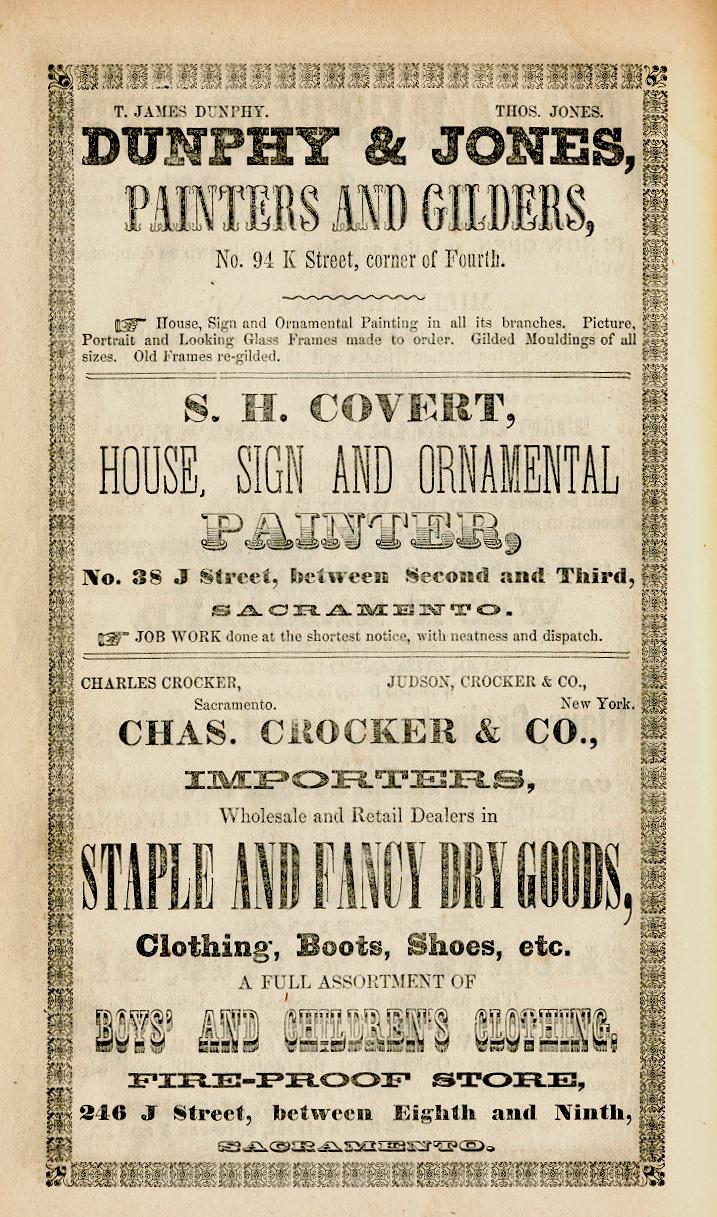 T. JAMES DUNPHY. THOS. JONES.
DUNPHY & JONES,
PAINTERS AND GILDERS,
No. 94 K Street, corner of Fourth.
☞ House, Sign and Ornamental Painting in all its branches. Picture,
Portrait and Looking Glass Frames made to order. Gilded Mouldings of all
sizes. Old Frames re-gilded.
S. H. COVERT,
HOUSE, SIGN AND ORNAMENTAL
PAINTER,
No. 38 J Street, between Second and Third,
SACRAMENTO.
☞ JOB WORK done at the shortest notice, with neatness and dispatch.
CHARLES CROCKER, JUDSON, CROCKER & CO.,
Sacramento. New York.
CHAS. CROCKER & CO.,
IMPORTERS,
Wholesale and Retail Dealers in
STAPLE AND FANCY DRY GOODS,
Clothing, Boots, Shoes, etc.
A FULL ASSORTMENT OF
BOYS' AND CHILDREN'S CLOTHING,
FIRE-PROOF STORE,
246 J Street, between Eighth and Ninth,
SACRAMENTO.